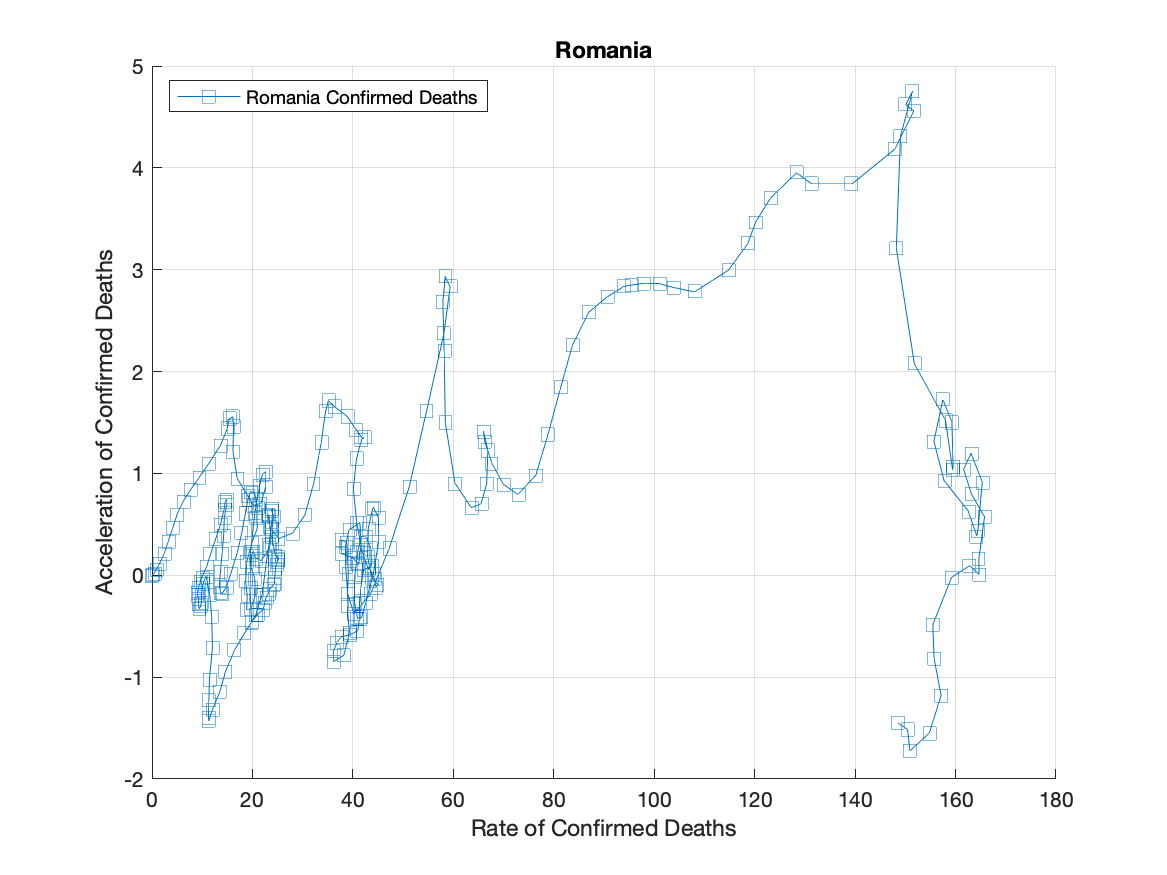 Romania
Romania Confirmed Deaths
Acceleration of Confirmed Deaths
5
4
3
2
1
0
-1
-2
0 20 40 60 80 100 120 140 160 180
Rate of Confirmed Deaths